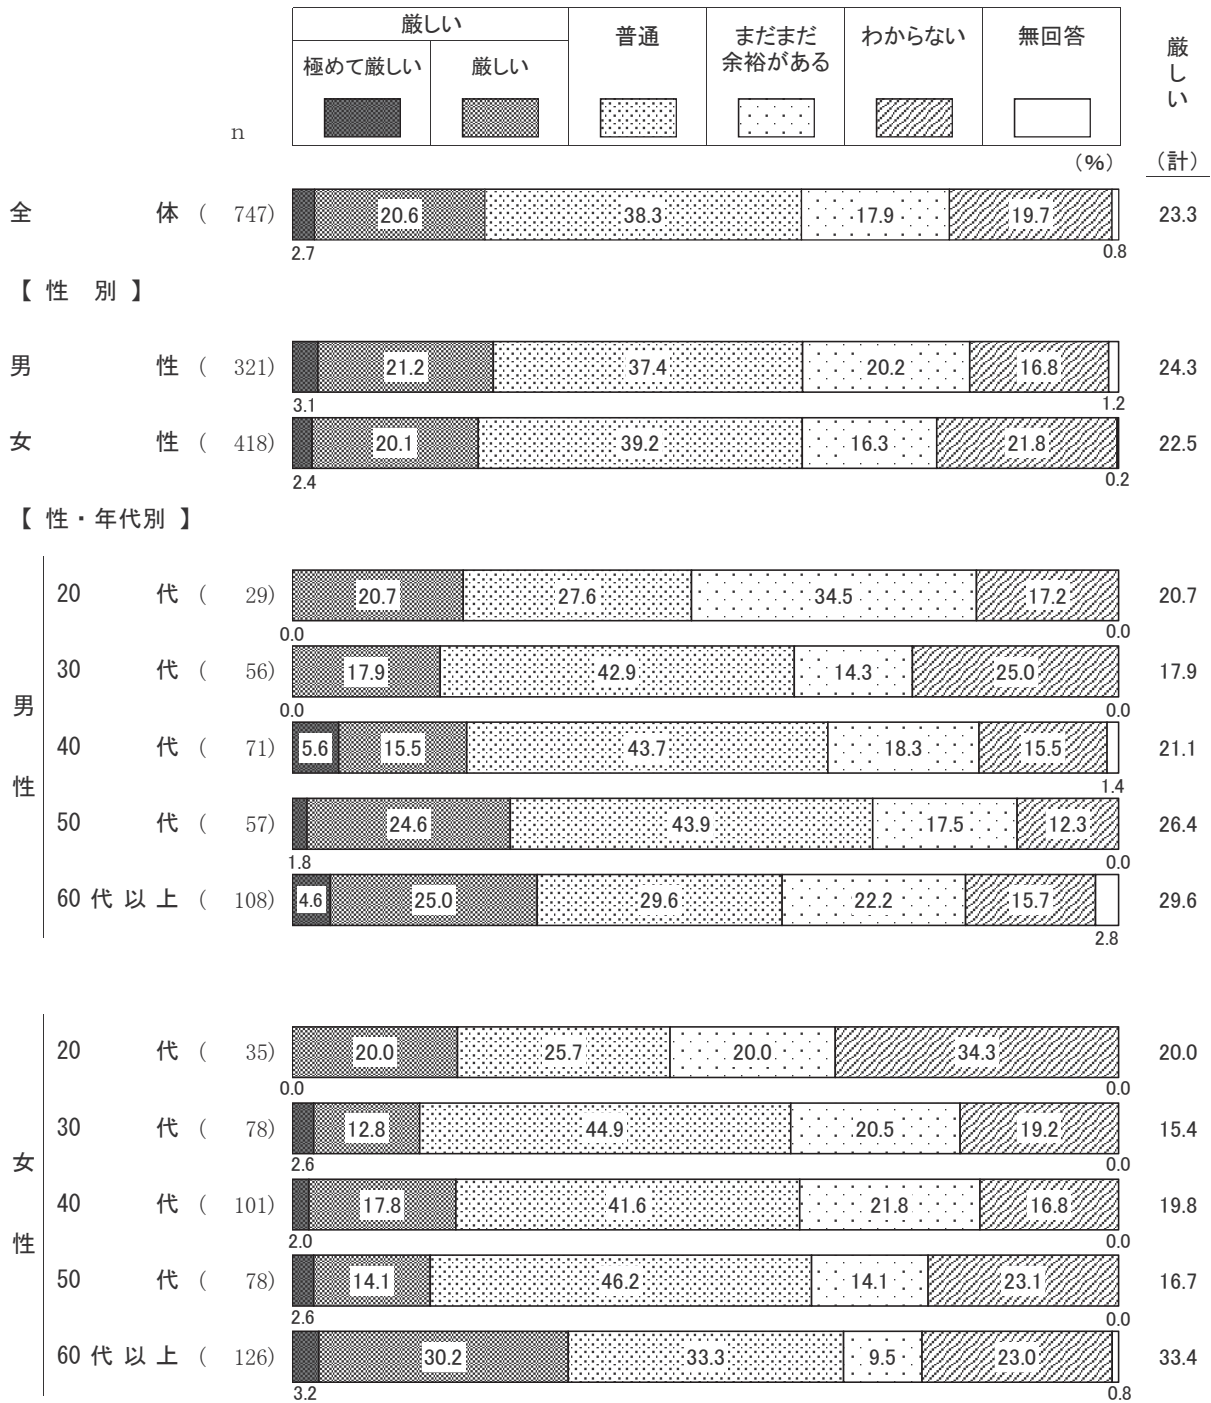 厳しい
普通
まだまだ
余裕がある
わからない
無回答
極めて厳しい
厳しい
厳しい
n
(%)
(計)
全 体 ( 747) 20.6 38.3 17.9 19.7 23.3
2.7 0.8
【 性 別 】
男 性 ( 321) 21.2 37.4 20.2 16.8 24.3
3.1 1.2
女 性 ( 418) 20.1 39.2 16.3 21.8 22.5
2.4 0.2
【 性・年代別 】
男性
20 代 ( 29) 20.7 27.6 34.5 17.2 20.7
0.0 0.0
30 代 ( 56) 17.9 42.9 14.3 25.0 17.9
0.0 0.0
40 代 ( 71) 5.6 15.5 43.7 18.3 15.5 21.1
1.4
50 代 ( 57) 24.6 43.9 17.5 12.3 26.4
1.8 0.0
60 代 以 上 ( 108) 4.6 25.0 29.6 22.2 15.7 29.6
2.8
女性
20 代 ( 35) 20.0 25.7 20.0 34.3 20.0
0.0 0.0
30 代 ( 78) 12.8 44.9 20.5 19.2 15.4
2.6 0.0
40 代 ( 101) 17.8 41.6 21.8 16.8 19.8
2.0 0.0
50 代 ( 78) 14.1 46.2 14.1 23.1 16.7
2.6 0.0
60 代 以 上 ( 126) 30.2 33.3 9.5 23.0 33.4
3.2 0.8